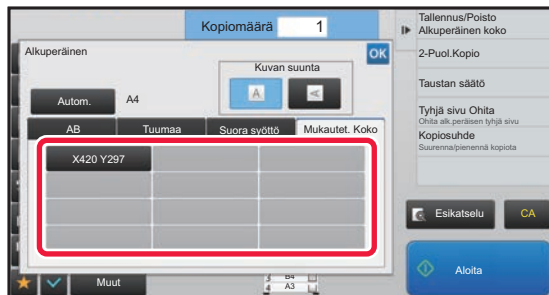 Kopiomäärä 1
Alkuperäinen
OK
Kuvan suunta
A
A
Autom. A4
AB Tuumaa Suora syöttö Mukautet. Koko
X420 Y297
Muut
3 B4
4 A3
Tallennus/Poisto
Alkuperäinen koko
2-Puol.Kopio
Taustan säätö
Tyhjä sivu Ohita
Ohita alk.peräisen tyhjä sivu
Kopiosuhde
Suurenna/pienennä kopiota
Esikatselu CA
Aloita